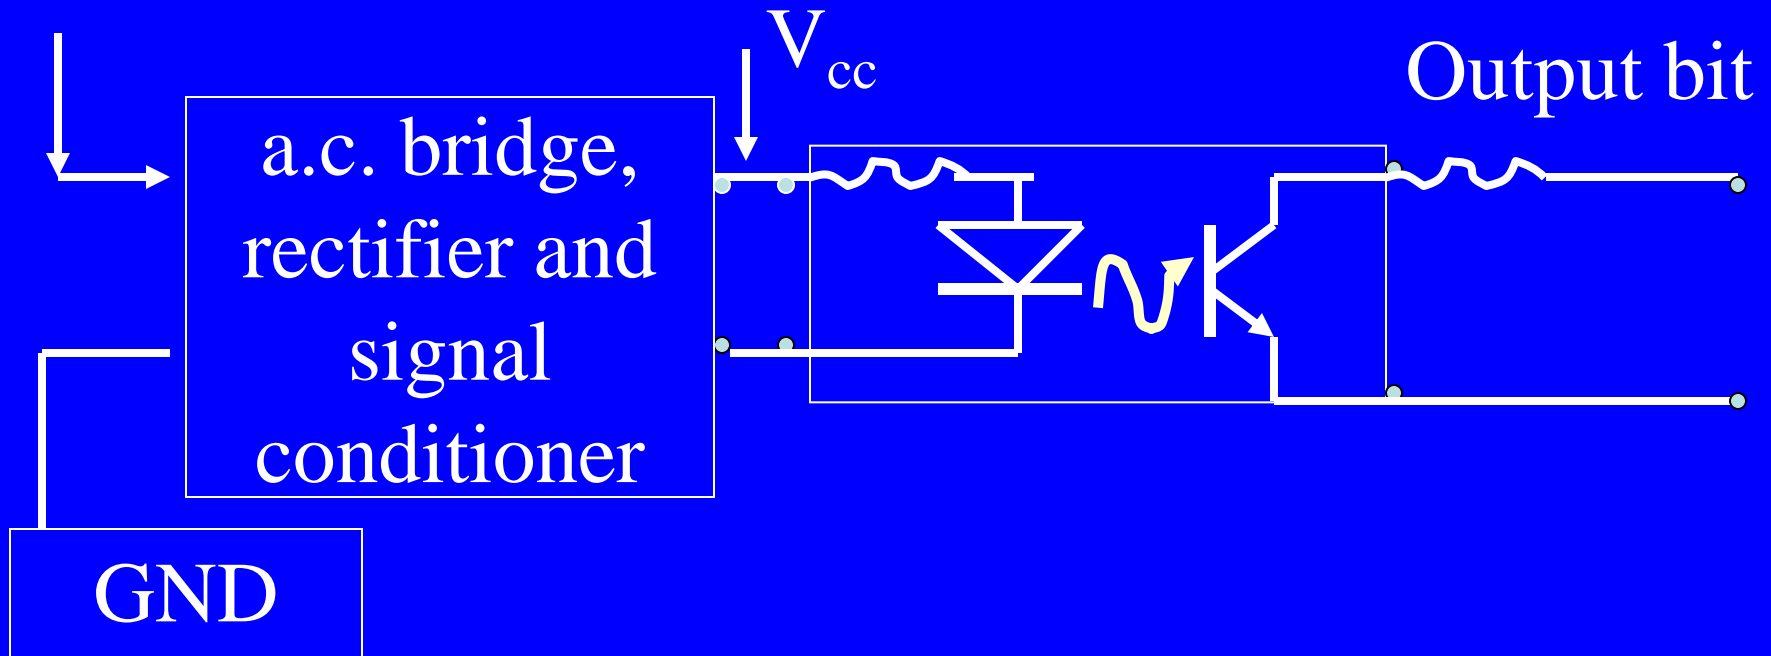 Vcc
Output bit
a.c. bridge,
rectifier and
signal
conditioner
GND